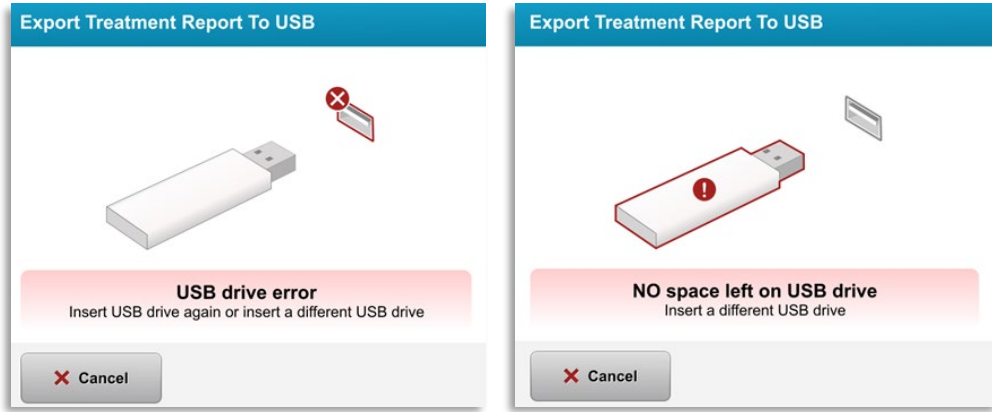 Export Treatment Report To USB
USB drive error
Insert USB drive again or insert a different USB drive
Cancel
Export Treatment Report To USB
NO space left on USB drive
Insert a different USB drive
Cancel